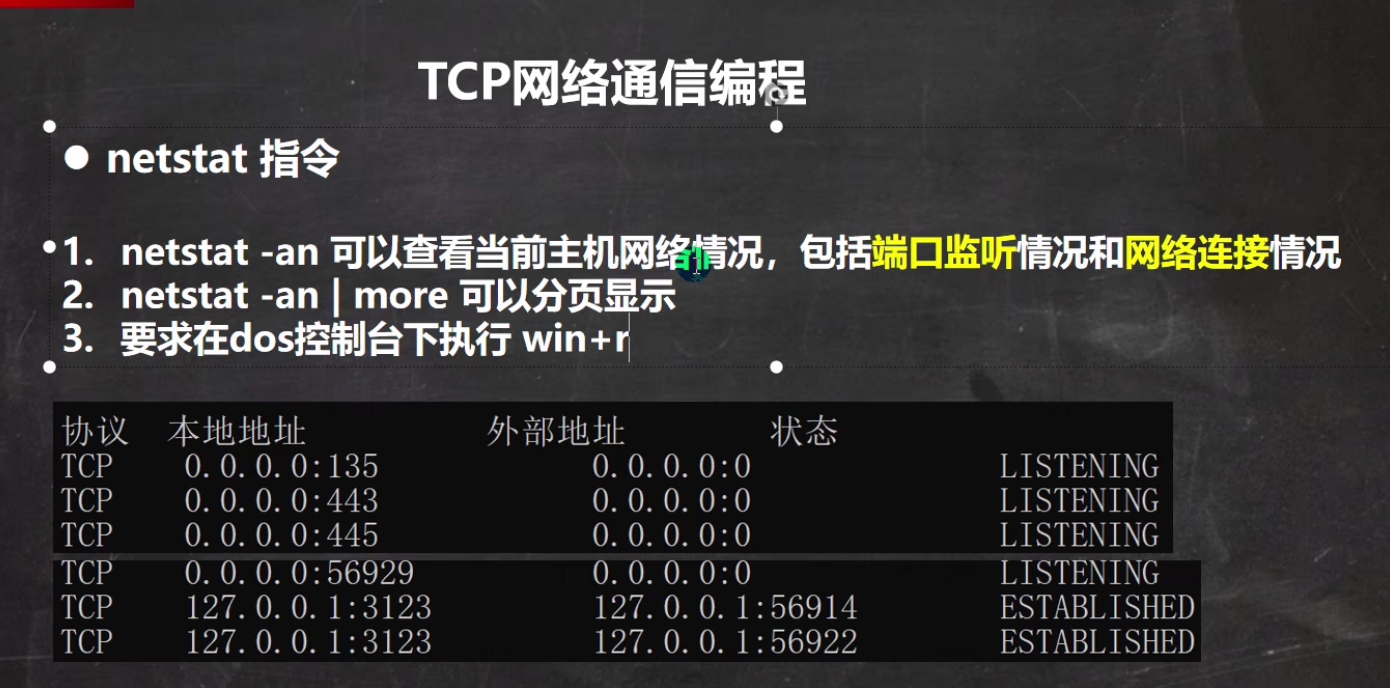 TCP网络通信编程
netstat 指令
1. netstat -an 可以查看当前主机网络情况，包括端口监听情况和网络连接情况
2. netstat -an | more 可以分页显示
3. 要求在dos控制台下执行 win+r
协议 本地地址 外部地址 状态
TCP 0.0.0.0:135 0.0.0.0:0 LISTENING
TCP 0.0.0.0:443 0.0.0.0:0 LISTENING
TCP 0.0.0.0:445 0.0.0.0:0 LISTENING
TCP 0.0.0.0:56929 0.0.0.0:0 LISTENING
TCP 127.0.0.1:3123 127.0.0.1:56914 ESTABLISHED
TCP 127.0.0.1:3123 127.0.0.1:56922 ESTABLISHED